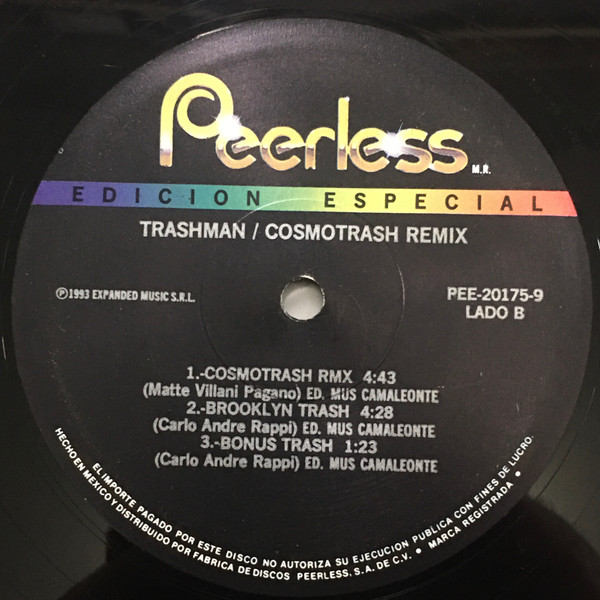 Peerless M.R.
EDICION ESPECIAL
TRASHMAN / COSMOTRASH REMIX
Ⓟ1993 EXPANDED MUSIC S.R.L.
PEE-20175-9
LADO B
1.-COSMOTRASH RMX 4:43
(Matte Villani Pagano) ED. MUS CAMALEONTE
2.-BROOKLYN TRASH 4:28
(Carlo Andre Rappi) ED. MUS CAMALEONTE
3.-BONUS TRASH 1:23
(Carlo Andre Rappi) ED. MUS CAMALEONTE
EL IMPORTE PAGADO POR ESTE DISCO NO AUTORIZA SU EJECUCION PUBLICA CON FINES DE LUCRO.
HECHO EN MEXICO Y DISTRIBUIDO POR FABRICA DE DISCOS PEERLESS, S.A. DE C.V. • MARCA REGISTRADA •